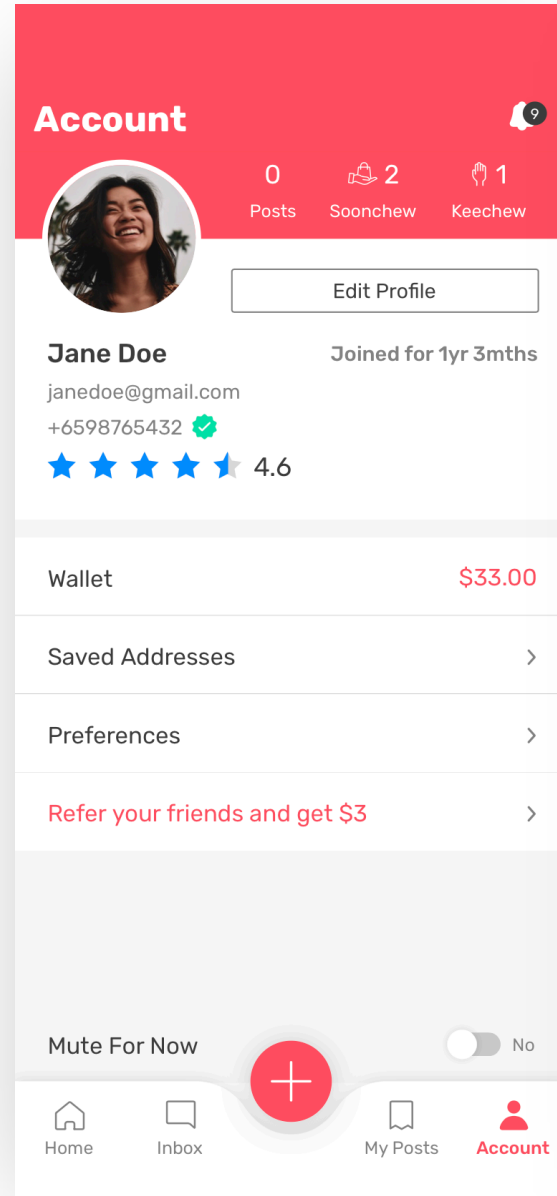 Account
9
0 2 1
Posts Soonchew Keechew
Edit Profile
Jane Doe Joined for 1yr 3mths
janedoe@gmail.com
+6598765432
4.6
Wallet $33.00
Saved Addresses
Preferences
Refer your friends and get $3
Mute For Now No
Home Inbox My Posts Account